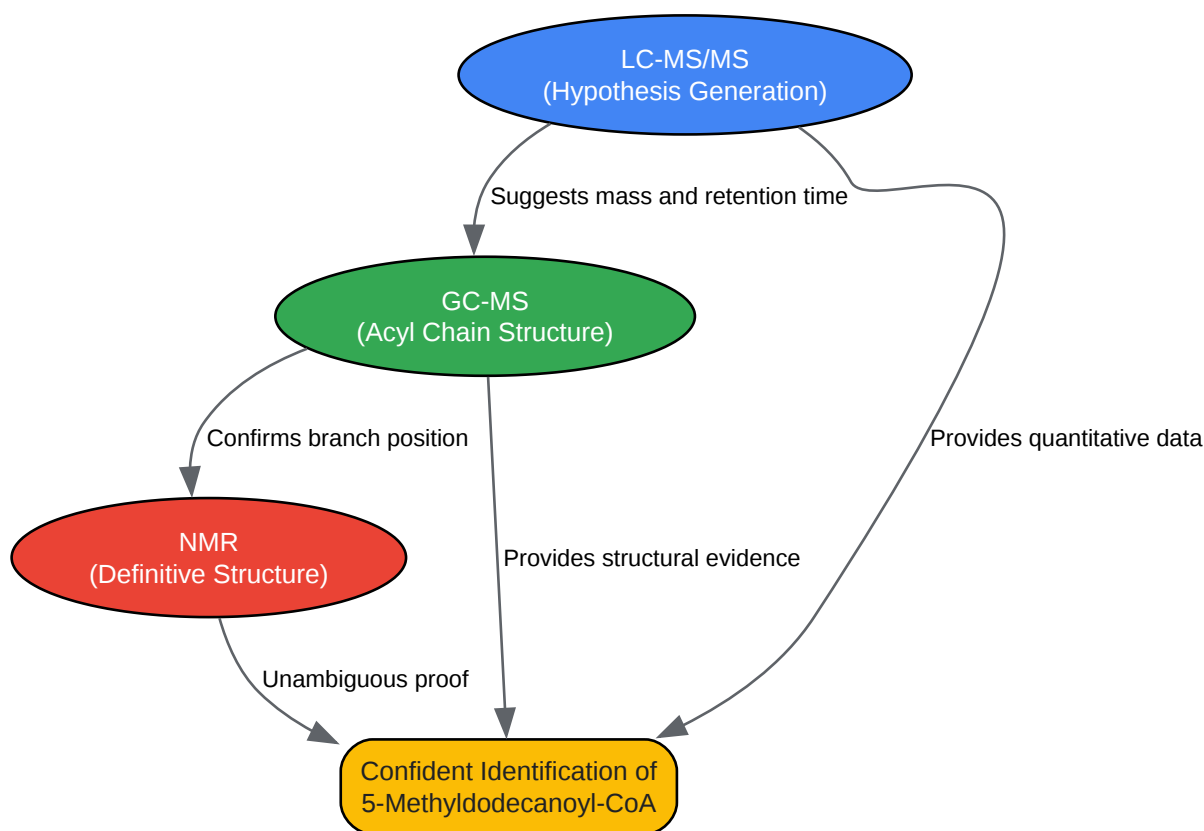 LC-MS/MS
(Hypothesis Generation)
Suggests mass and retention time
GC-MS
(Acyl Chain Structure)
Confirms branch position
Provides quantitative data
NMR
(Definitive Structure)
Provides structural evidence
Unambiguous proof
Confident Identification of
5-Methyldodecanoyl-CoA